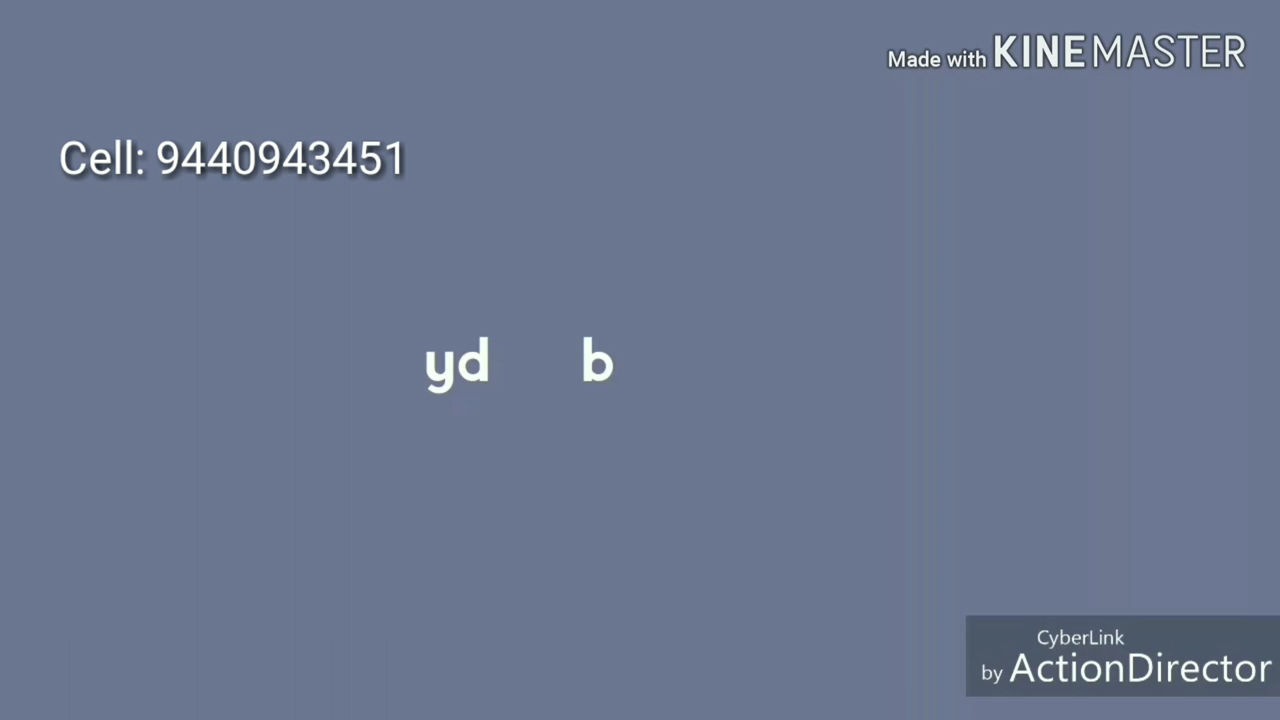 Made with KINEMASTER
Cell: 9440943451
yd b
CyberLink
by ActionDirector